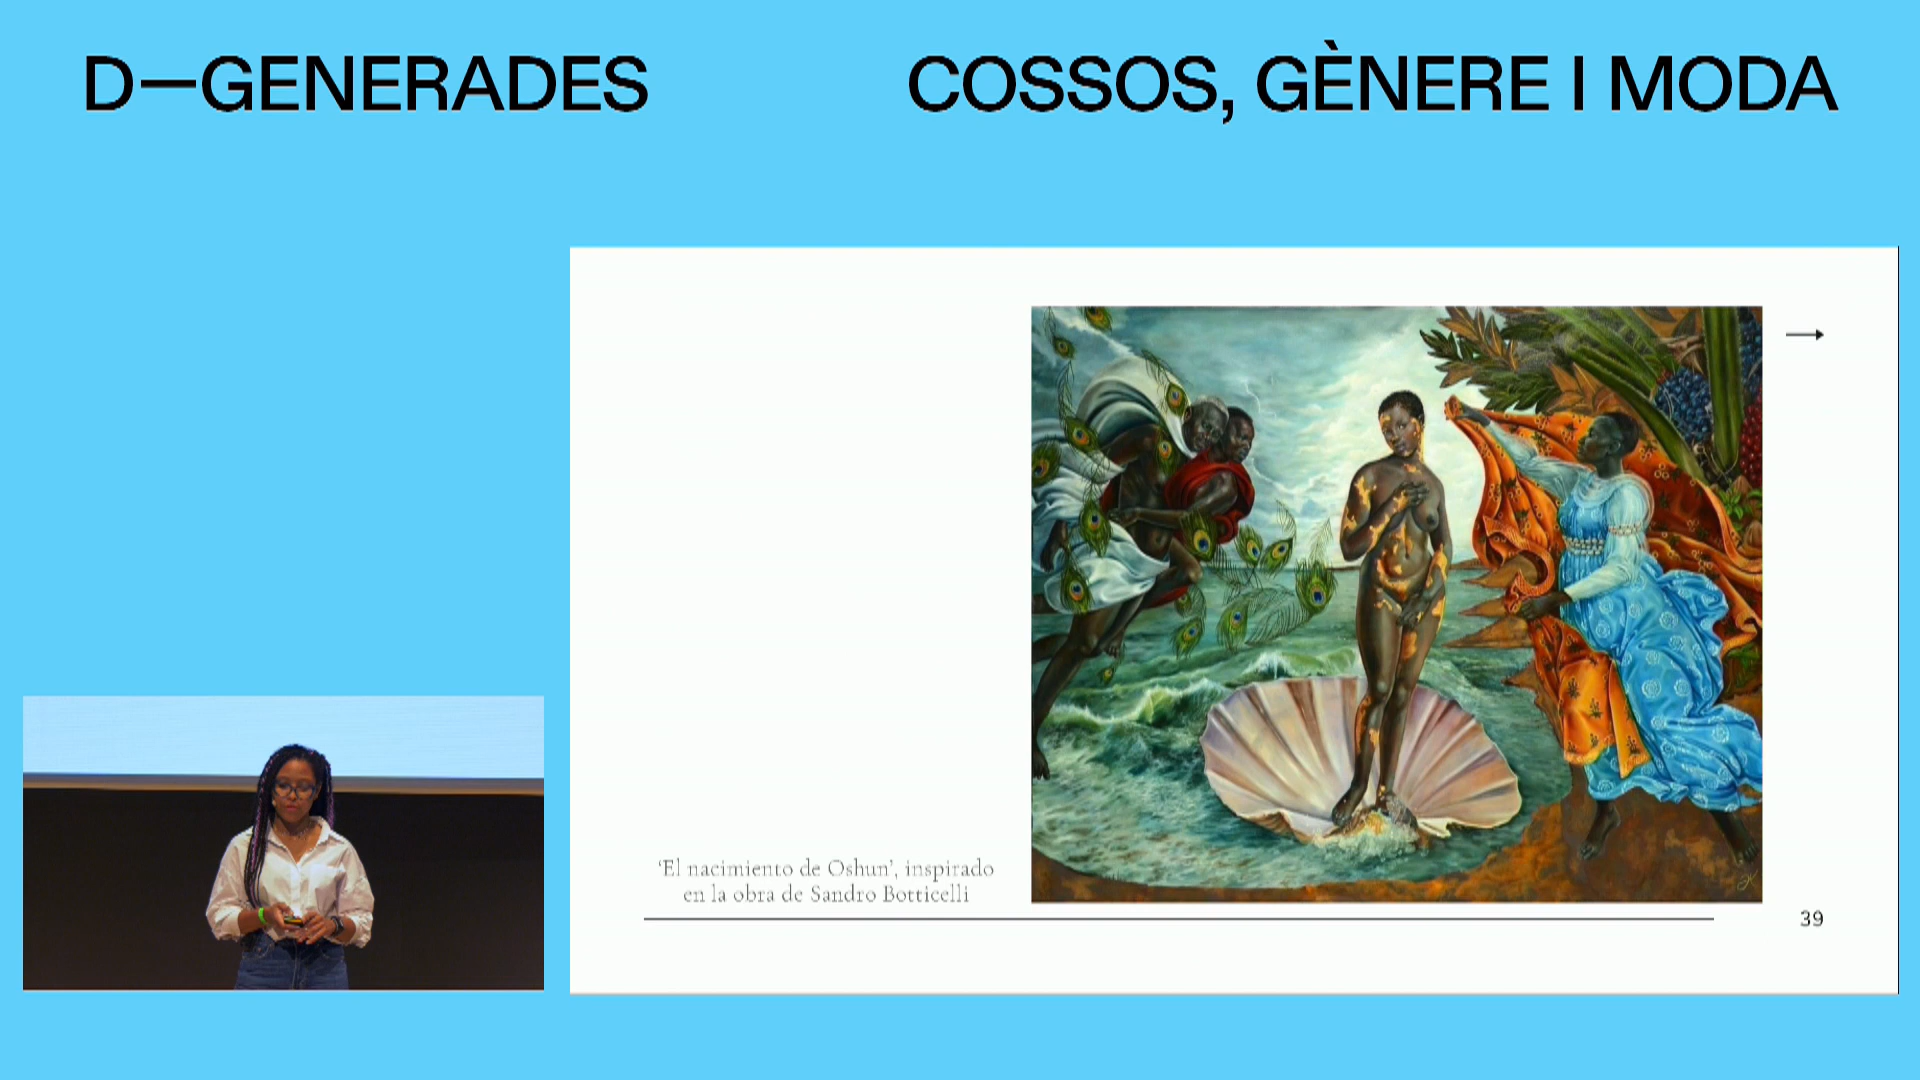 D—GENERADES
COSSOS, GÈNERE I MODA
‘El nacimiento de Oshun’, inspirado
en la obra de Sandro Botticelli
39